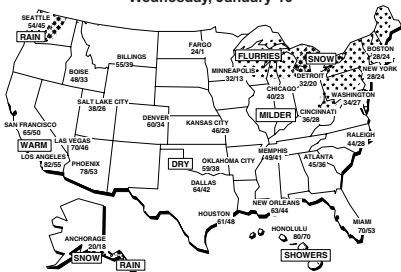 Wednesday, January 10
SEATTLE
54/45
RAIN
BILLINGS
55/39
FARGO
24/1
FLURRIES
MINNEAPOLIS
32/13
SNOW
BOSTON
28/24
NEW YORK
28/24
DETROIT
32/20
CHICAGO
40/23
WASHINGTON
34/27
BOISE
48/33
SALT LAKE CITY
38/26
DENVER
60/34
KANSAS CITY
46/29
MILDER
CINCINNATI
36/28
RALEIGH
44/28
SAN FRANCISCO
65/50
WARM
LAS VEGAS
70/46
LOS ANGELES
82/55
PHOENIX
78/53
DRY
OKLAHOMA CITY
59/38
MEMPHIS
49/41
ATLANTA
45/36
DALLAS
64/42
HOUSTON
61/48
NEW ORLEANS
63/44
MIAMI
70/53
ANCHORAGE
20/18
SNOW
RAIN
HONOLULU
80/70
SHOWERS